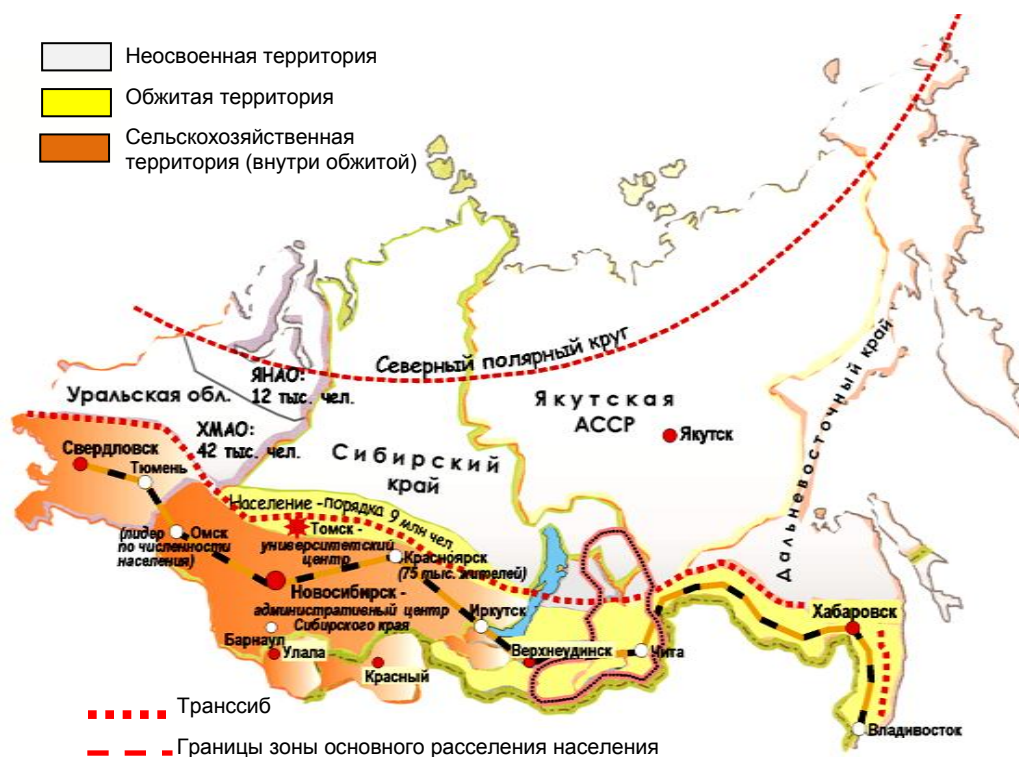 Неосвоенная территория
Обжитая территория
Сельскохозяйственная
территория (внутри обжитой)
Северный полярный круг
ЯНАО:
12 тыс. чел.
Уральская обл.
ХМАО:
42 тыс. чел.
Якутская
АССР
Якутск
Сибирский
край
Дальневосточный край
Свердловск
Тюмень
Население - порядка 9 млн чел.
Омск
(лидер
по численности
населения)
Томск -
университетский
центр
Красноярск
(75 тыс. жителей)
Новосибирск -
административный центр
Сибирского края
Иркутск
Барнаул
Улала
Красный
Верхнеудинск
Чита
Хабаровск
Владивосток
Транссиб
Границы зоны основного расселения населения